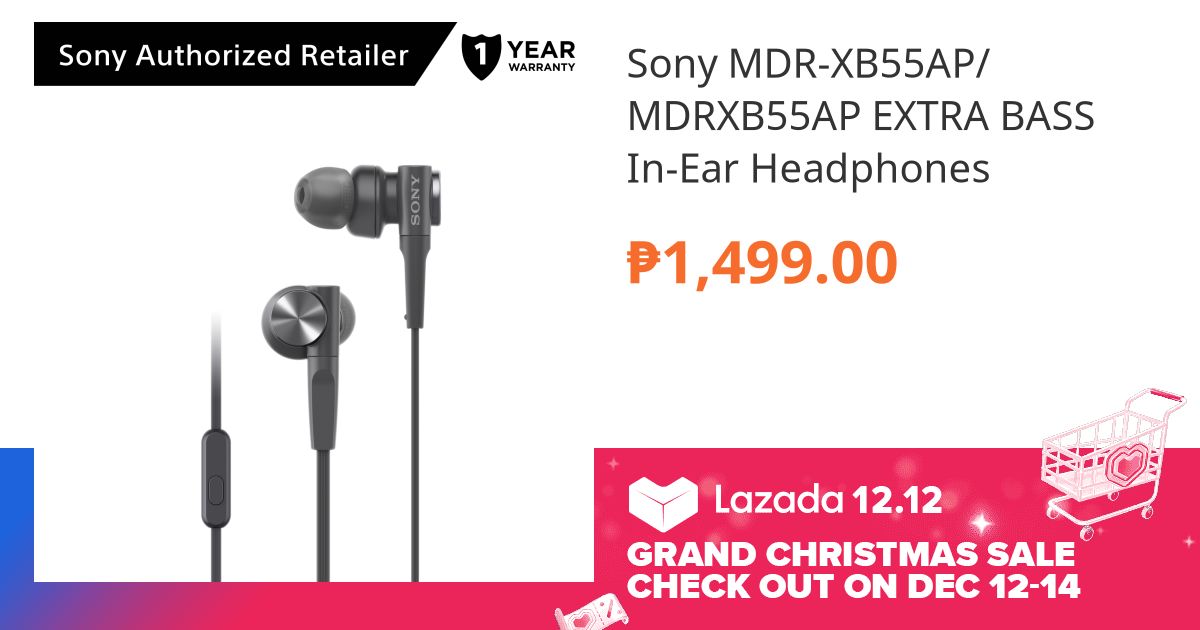 Sony Authorized Retailer
1 YEAR
WARRANTY
Sony MDR-XB55AP/
MDRXB55AP EXTRA BASS
In-Ear Headphones
₱1,499.00
SONY
Lazada 12.12
GRAND CHRISTMAS SALE
CHECK OUT ON DEC 12-14